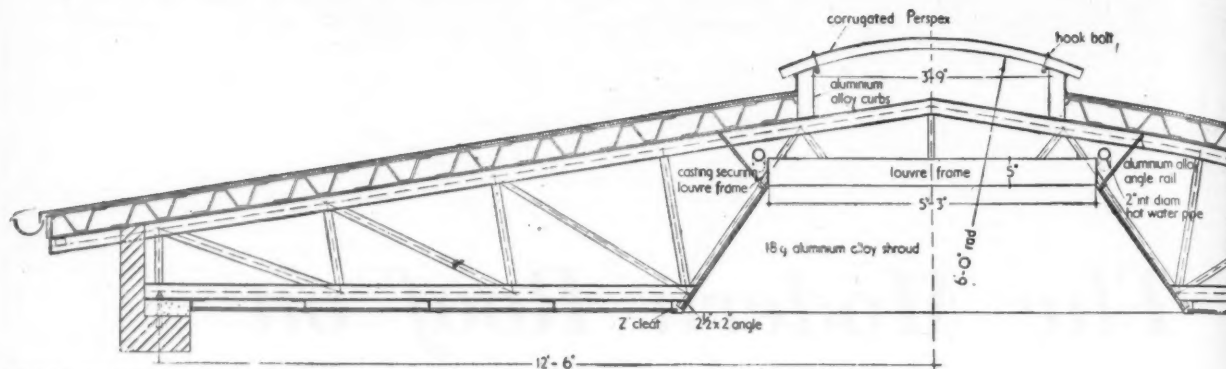 corrugated Perspex
hook bolt
3'-9"
aluminium
alloy curbs
casting securing
louvre frame
louvre frame
5"
aluminium alloy
angle rail
5'-3"
2" int diam
hot water pipe
18 g aluminium alloy shroud
6'-0" rad
2" cleat
2½" x 2" angle
12'-6"